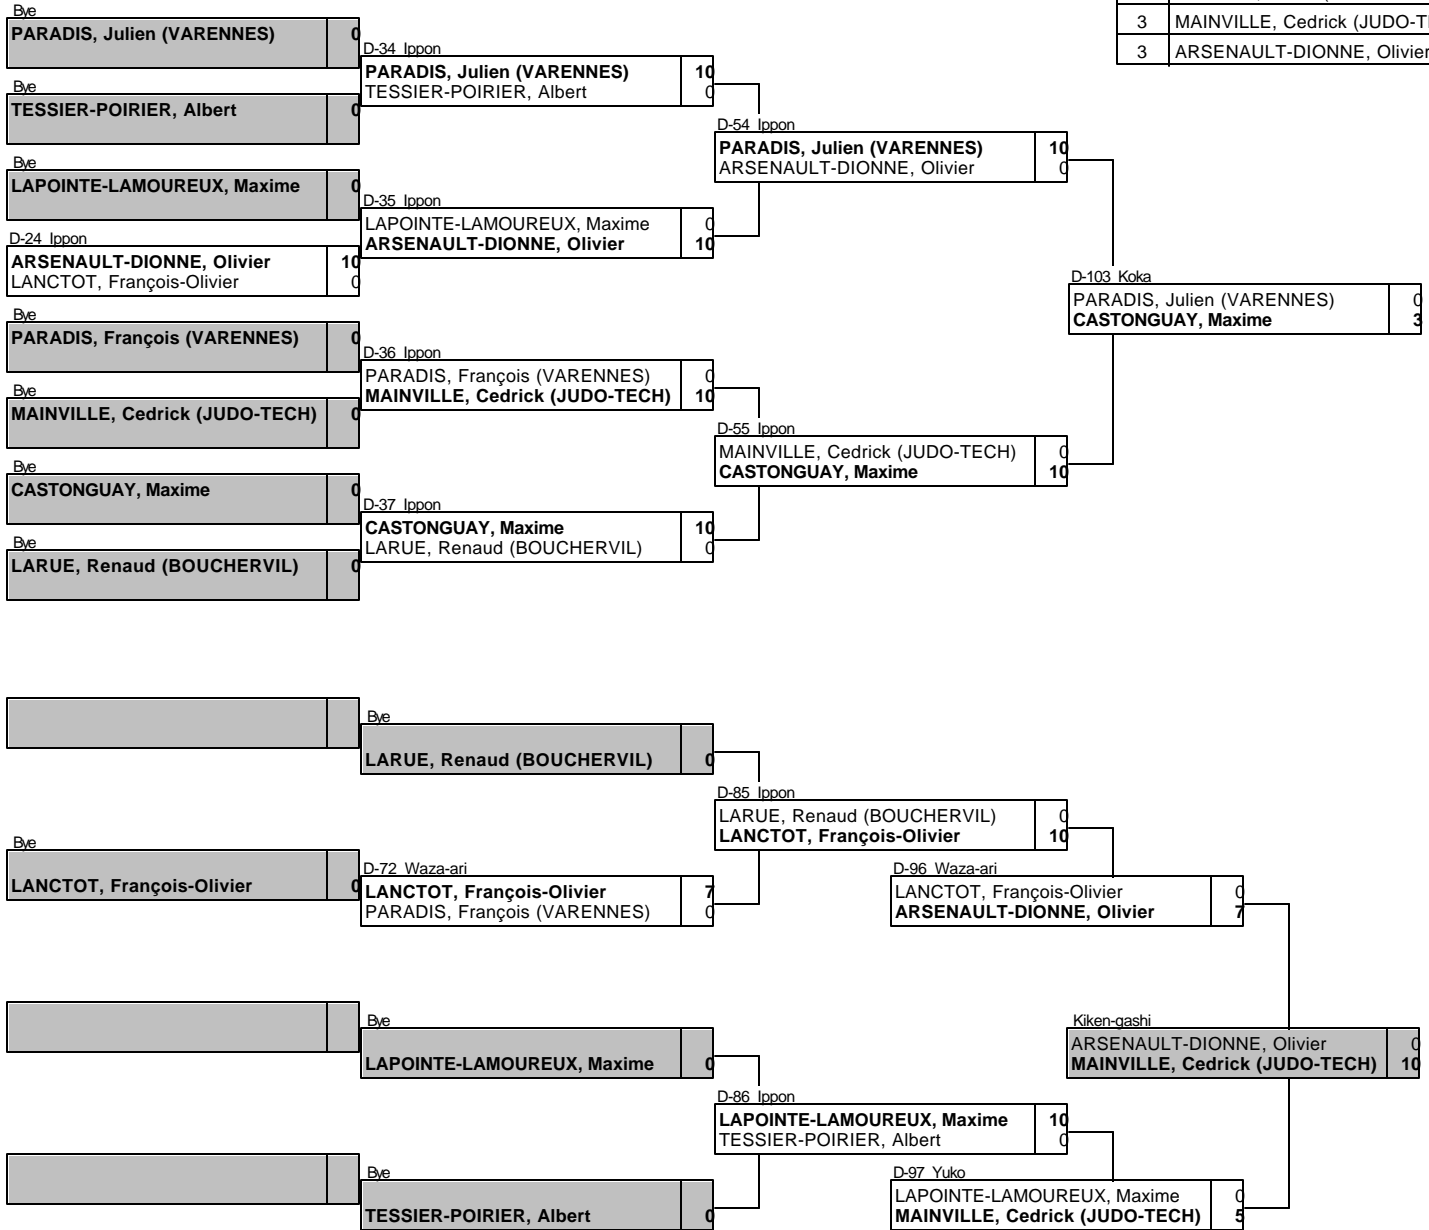 3 MAINVILLE, Cedrick
3 ARSENAULT-DIONNE, Olivier
Bye
PARADIS, Julien (VARENNES) 0
Bye
TESSIER-POIRIER, Albert 0
Bye
LAPOINTE-LAMOUREUX, Maxime 0
D-24 Ippon
ARSENAULT-DIONNE, Olivier 10
LANCTOT, François-Olivier 0
Bye
PARADIS, François (VARENNES) 0
Bye
MAINVILLE, Cedrick (JUDO-TECH) 0
Bye
CASTONGUAY, Maxime 0
Bye
LARUE, Renaud (BOUCHERVIL) 0
D-34 Ippon
PARADIS, Julien (VARENNES) 10
TESSIER-POIRIER, Albert 0
D-35 Ippon
LAPOINTE-LAMOUREUX, Maxime 0
ARSENAULT-DIONNE, Olivier 10
D-36 Ippon
PARADIS, François (VARENNES) 0
MAINVILLE, Cedrick (JUDO-TECH) 10
D-37 Ippon
CASTONGUAY, Maxime 10
LARUE, Renaud (BOUCHERVIL) 0
D-54 Ippon
PARADIS, Julien (VARENNES) 10
ARSENAULT-DIONNE, Olivier 0
D-55 Ippon
MAINVILLE, Cedrick (JUDO-TECH) 0
CASTONGUAY, Maxime 10
D-103 Koka
PARADIS, Julien (VARENNES) 0
CASTONGUAY, Maxime 3
Bye
LANCTOT, François-Olivier 0
Bye
LARUE, Renaud (BOUCHERVIL) 0
D-72 Waza-ari
LANCTOT, François-Olivier 7
PARADIS, François (VARENNES) 0
Bye
LAPOINTE-LAMOUREUX, Maxime 0
Bye
TESSIER-POIRIER, Albert 0
D-85 Ippon
LARUE, Renaud (BOUCHERVIL) 0
LANCTOT, François-Olivier 10
D-86 Ippon
LAPOINTE-LAMOUREUX, Maxime 10
TESSIER-POIRIER, Albert 0
D-96 Waza-ari
LANCTOT, François-Olivier 0
ARSENAULT-DIONNE, Olivier 7
D-97 Yuko
LAPOINTE-LAMOUREUX, Maxime 0
MAINVILLE, Cedrick (JUDO-TECH) 5
Kiken-gashi
ARSENAULT-DIONNE, Olivier 0
MAINVILLE, Cedrick (JUDO-TECH) 10